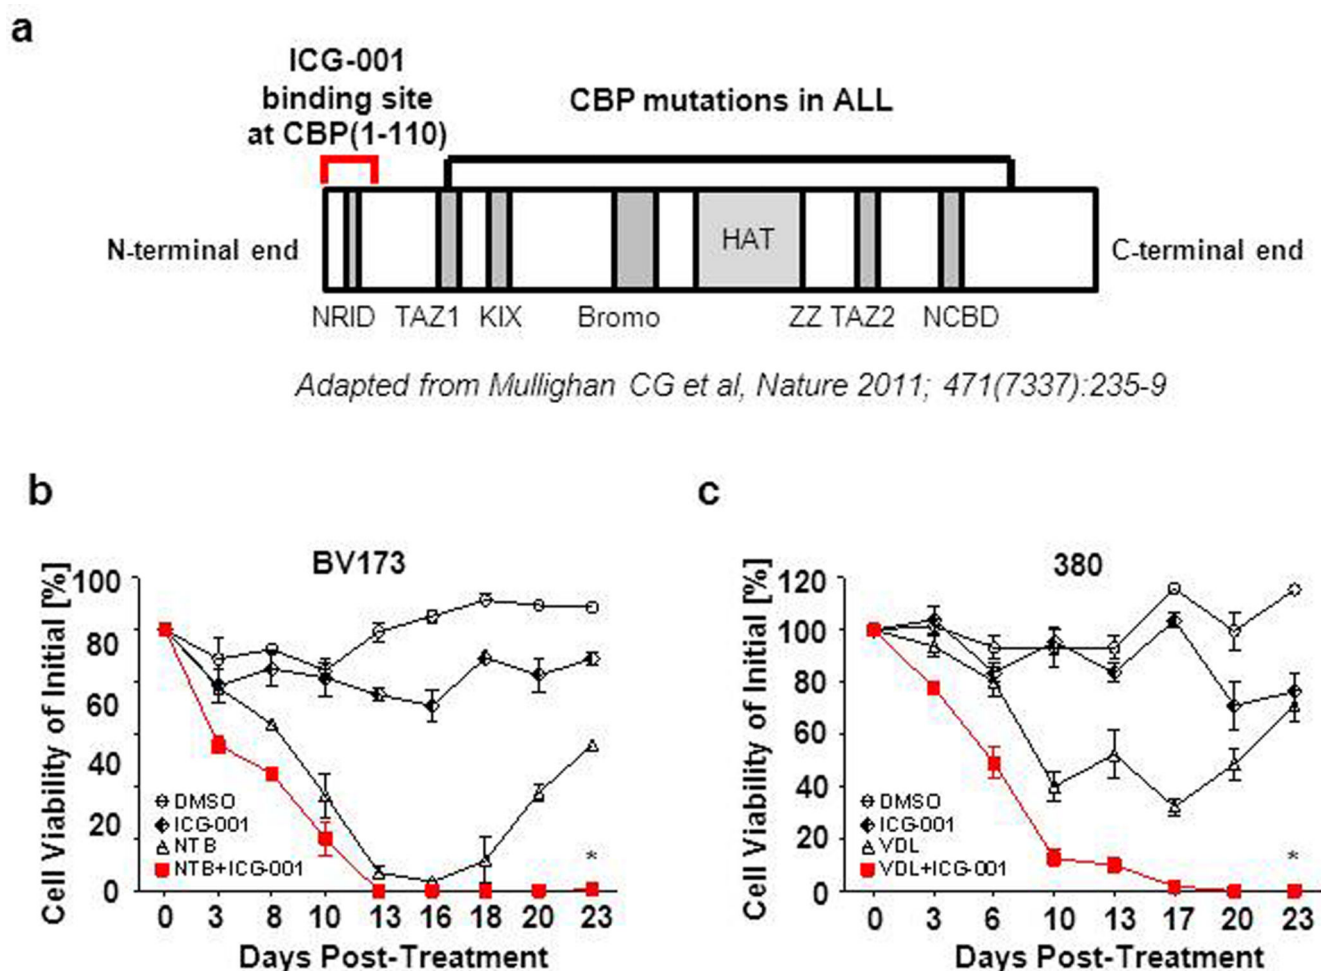 a
ICG-001
binding site
at CBP(1-110)
CBP mutations in ALL
N-terminal end
HAT
C-terminal end
NRID TAZ1 KIX Bromo ZZ TAZ2 NCBD
Adapted from Mullighan CG et al, Nature 2011; 471(7337):235-9
b
BV173
Cell Viability of Initial [%]
100
80
60
40
20
0
DMSO
ICG-001
NTB
NTB+ICG-001
*
0 3 8 10 13 16 18 20 23
Days Post-Treatment
c
380
Cell Viability of Initial [%]
120
100
80
60
40
20
0
DMSO
ICG-001
VDL
VDL+ICG-001
*
0 3 6 10 13 17 20 23
Days Post-Treatment